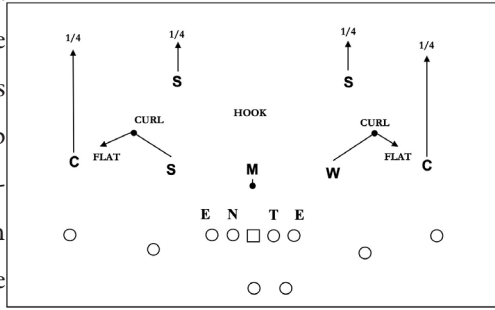 1/4 1/4 1/4 1/4
S S
HOOK
CURL CURL
FLAT FLAT
C S M W C
E N T E